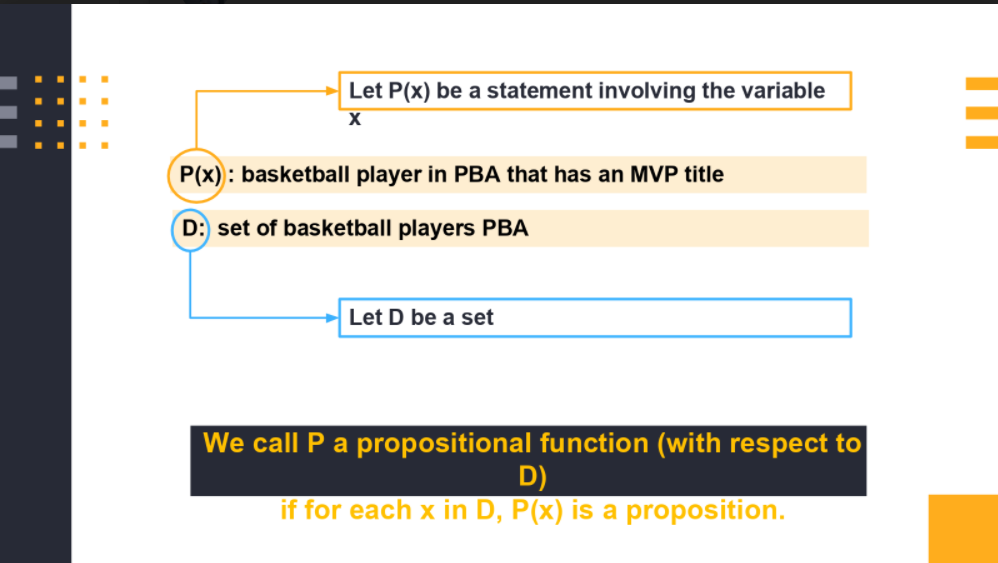 Let P(x) be a statement involving the variable
x
P(x) : basketball player in PBA that has an MVP title
D: set of basketball players PBA
Let D be a set
We call P a propositional function (with respect to
D)
if for each x in D, P(x) is a proposition.